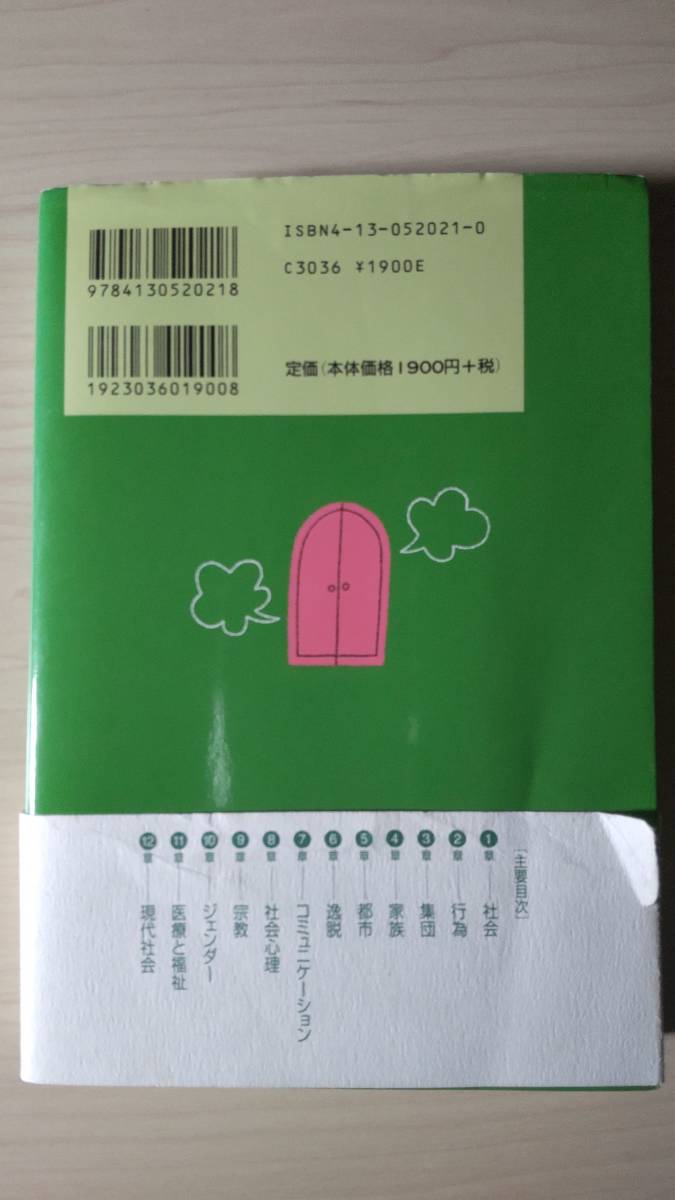 ISBN4-13-052021-0
C3036 ¥1900E
9784130520218
定価(本体価格1900円+税)
1923036019008
[主要目次]
1章――社会
2章――行為
3章――集団
4章――家族
5章――都市
6章――逸脱
7章――コミュニケーション
8章――社会心理
9章――宗教
10章――ジェンダー
11章――医療と福祉
12章――現代社会